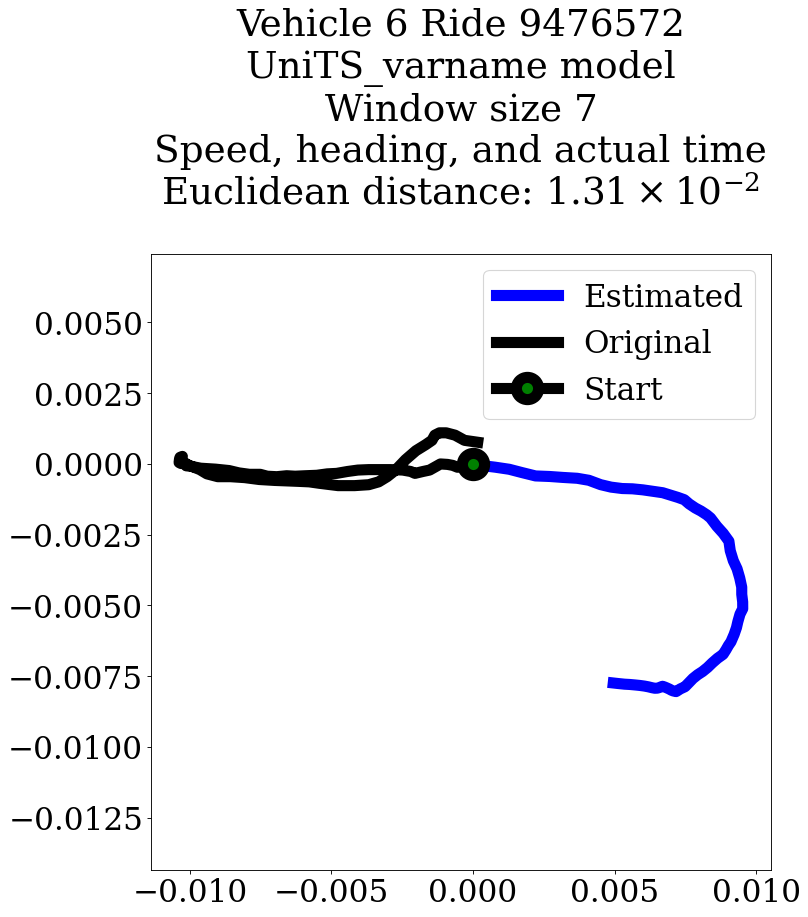 Vehicle 6 Ride 9476572
UniTS_varname model
Window size 7
Speed, heading, and actual time
Euclidean distance: 1.31 × 10⁻²
Estimated
Original
Start
0.0050
0.0025
0.0000
−0.0025
−0.0050
−0.0075
−0.0100
−0.0125
−0.010 −0.005 0.000 0.005 0.010